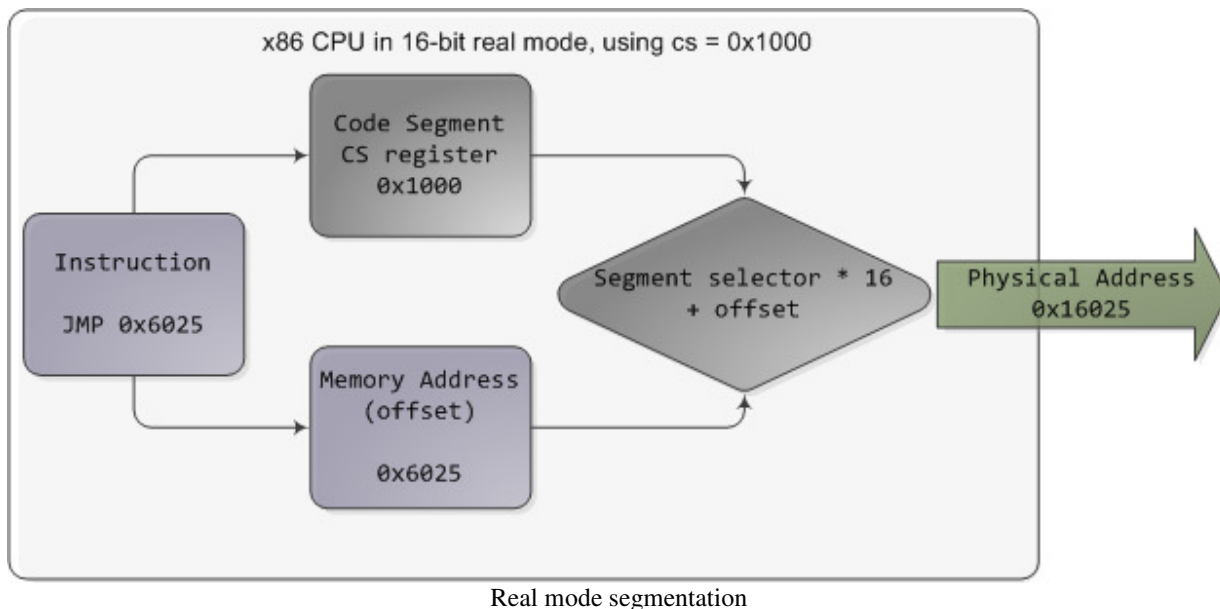 x86 CPU in 16-bit real mode, using cs = 0x1000
Code Segment
CS register
0x1000
Instruction
JMP 0x6025
Segment selector * 16
+ offset
Physical Address
0x16025
Memory Address
(offset)
0x6025
Real mode segmentation